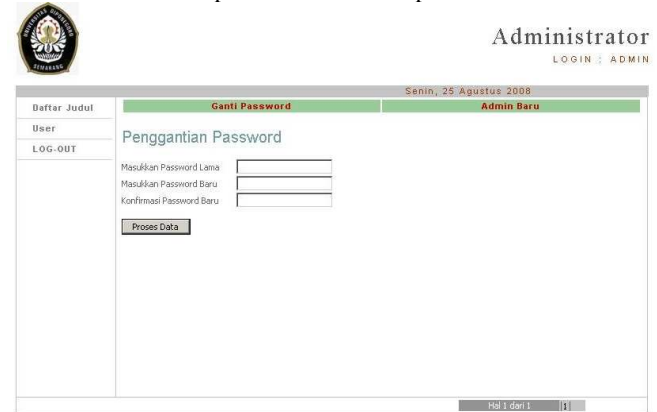 Administrator
LOGIN : ADMIN
Senin, 25 Agustus 2008
Daftar Judul
User
LOG-OUT
Ganti Password
Admin Baru
Penggantian Password
Masukkan Password Lama
Masukkan Password Baru
Konfirmasi Password Baru
Proses Data
Hal 1 dari 1 |1|